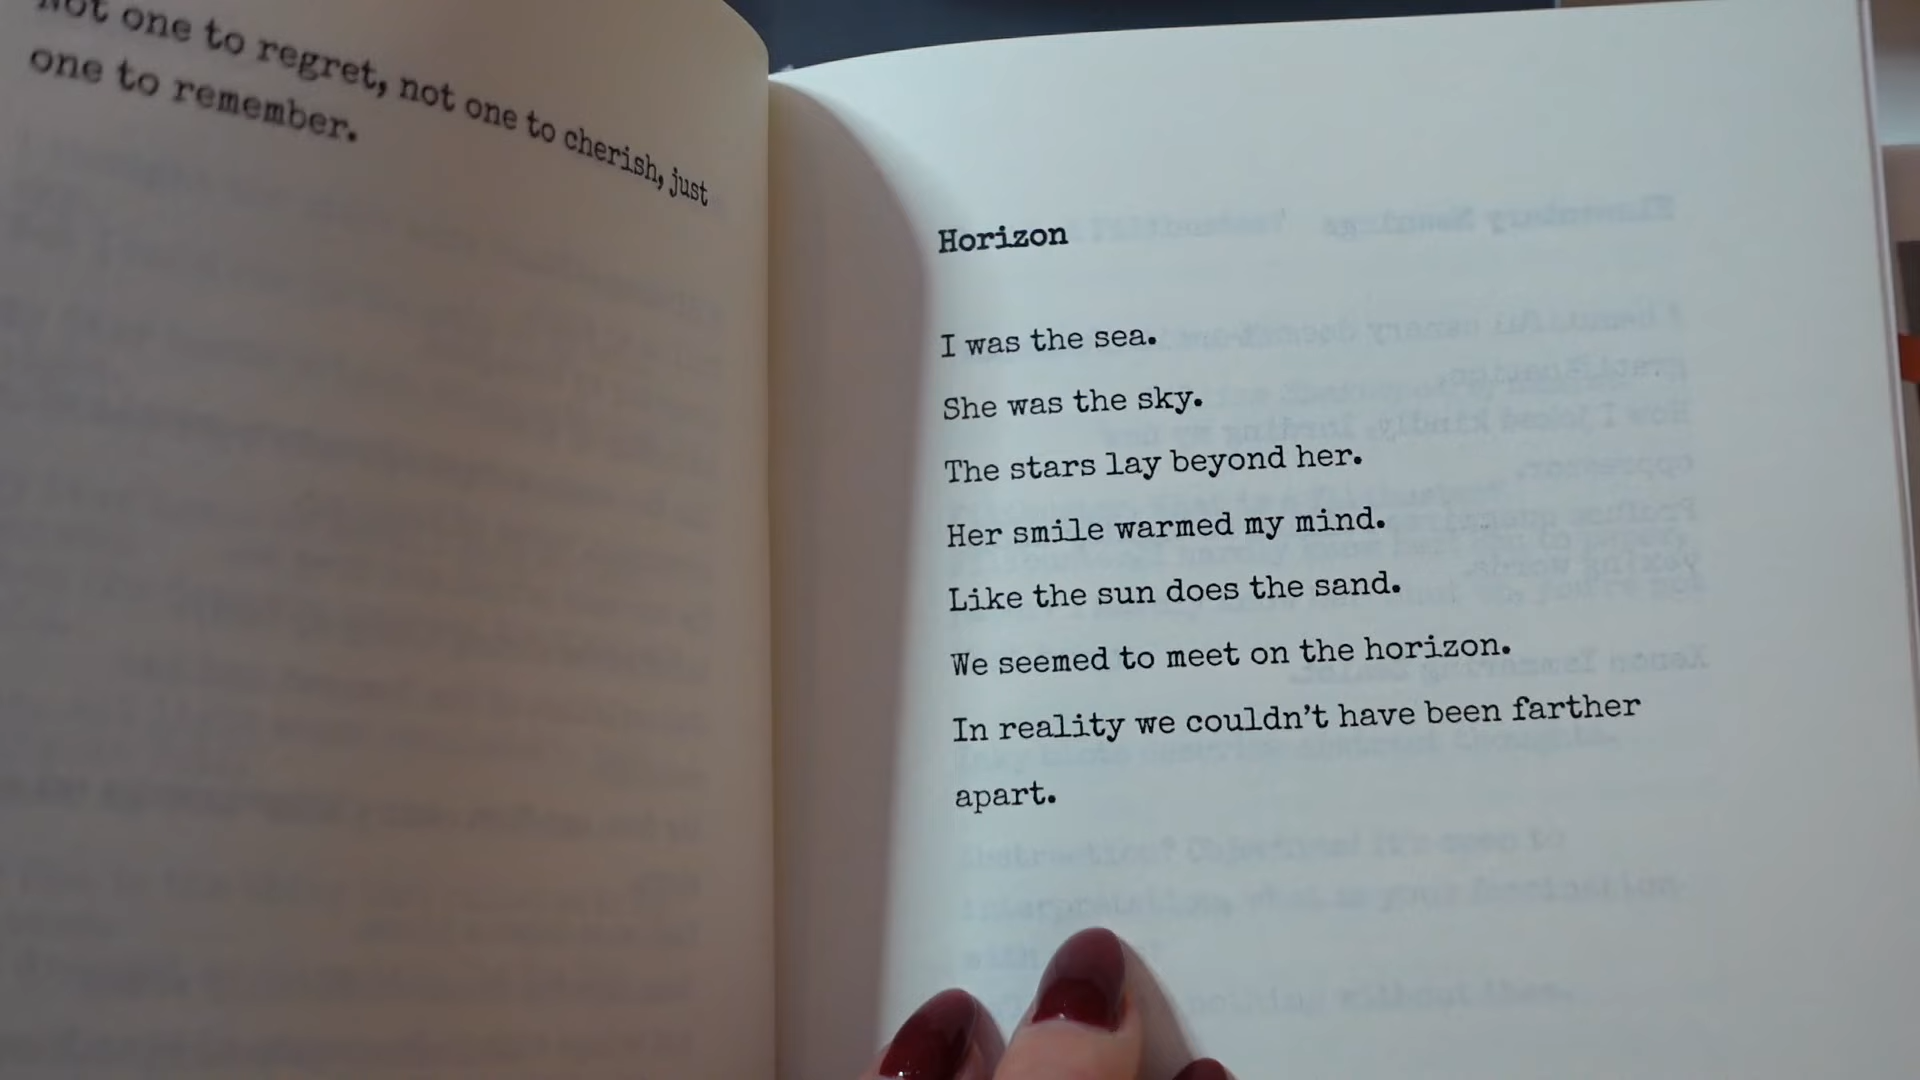 Not one to regret, not one to cherish, just
one to remember.
Horizon
I was the sea.
She was the sky.
The stars lay beyond her.
Her smile warmed my mind.
Like the sun does the sand.
We seemed to meet on the horizon.
In reality we couldn't have been farther
apart.